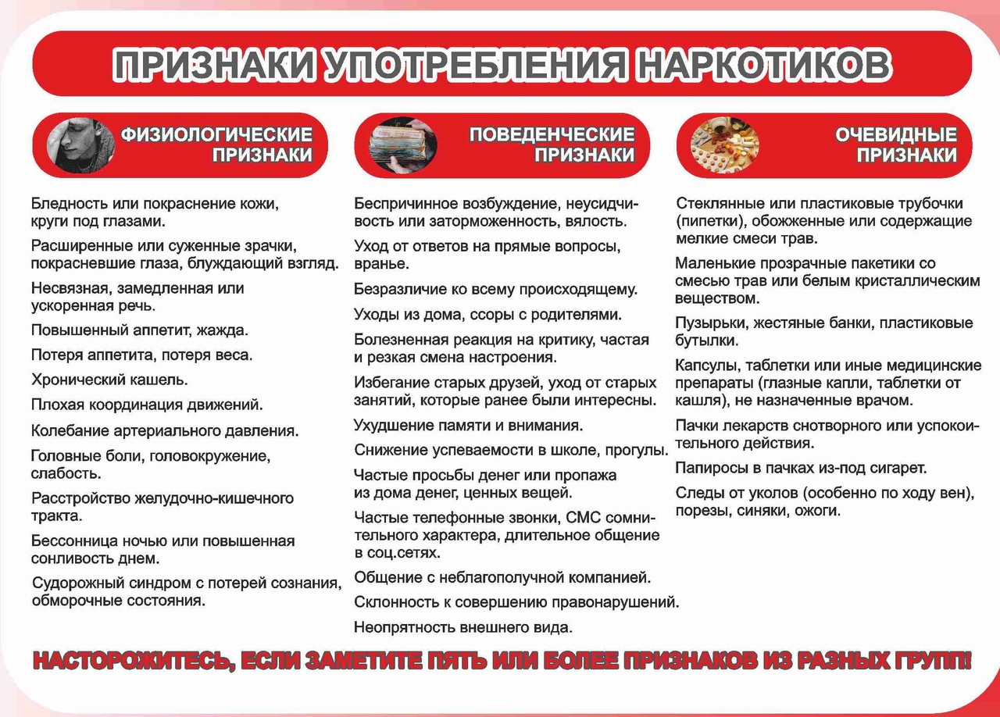 ПРИЗНАКИ УПОТРЕБЛЕНИЯ НАРКОТИКОВ
ФИЗИОЛОГИЧЕСКИЕ
ПРИЗНАКИ
Бледность или покраснение кожи,
круги под глазами.
Расширенные или суженные зрачки,
покрасневшие глаза, блуждающий взгляд.
Несвязная, замедленная или
ускоренная речь.
Повышенный аппетит, жажда.
Потеря аппетита, потеря веса.
Хронический кашель.
Плохая координация движений.
Колебание артериального давления.
Головные боли, головокружение,
слабость.
Расстройство желудочно-кишечного
тракта.
Бессонница ночью или повышенная
сонливость днем.
Судорожный синдром с потерей сознания,
обморочные состояния.
ПОВЕДЕНЧЕСКИЕ
ПРИЗНАКИ
Беспричинное возбуждение, неусидчи-
вость или заторможенность, вялость.
Уход от ответов на прямые вопросы,
вранье.
Безразличие ко всему происходящему.
Уходы из дома, ссоры с родителями.
Болезненная реакция на критику, частая
и резкая смена настроения.
Избегание старых друзей, уход от старых
занятий, которые ранее были интересны.
Ухудшение памяти и внимания.
Снижение успеваемости в школе, прогулы.
Частые просьбы денег или пропажа
из дома денег, ценных вещей.
Частые телефонные звонки, СМС сомни-
тельного характера, длительное общение
в соц.сетях.
Общение с неблагополучной компанией.
Склонность к совершению правонарушений.
Неопрятность внешнего вида.
ОЧЕВИДНЫЕ
ПРИЗНАКИ
Стеклянные или пластиковые трубочки
(пипетки), обожженные или содержащие
мелкие смеси трав.
Маленькие прозрачные пакетики со
смесью трав или белым кристаллическим
веществом.
Пузырьки, жестяные банки, пластиковые
бутылки.
Капсулы, таблетки или иные медицинские
препараты (глазные капли, таблетки от
кашля), не назначенные врачом.
Пачки лекарств снотворного или успокои-
тельного действия.
Папиросы в пачках из-под сигарет.
Следы от уколов (особенно по ходу вен),
порезы, синяки, ожоги.
НАСТОРОЖИТЕСЬ, ЕСЛИ ЗАМЕТИТЕ ПЯТЬ ИЛИ БОЛЕЕ ПРИЗНАКОВ ИЗ РАЗНЫХ ГРУПП!